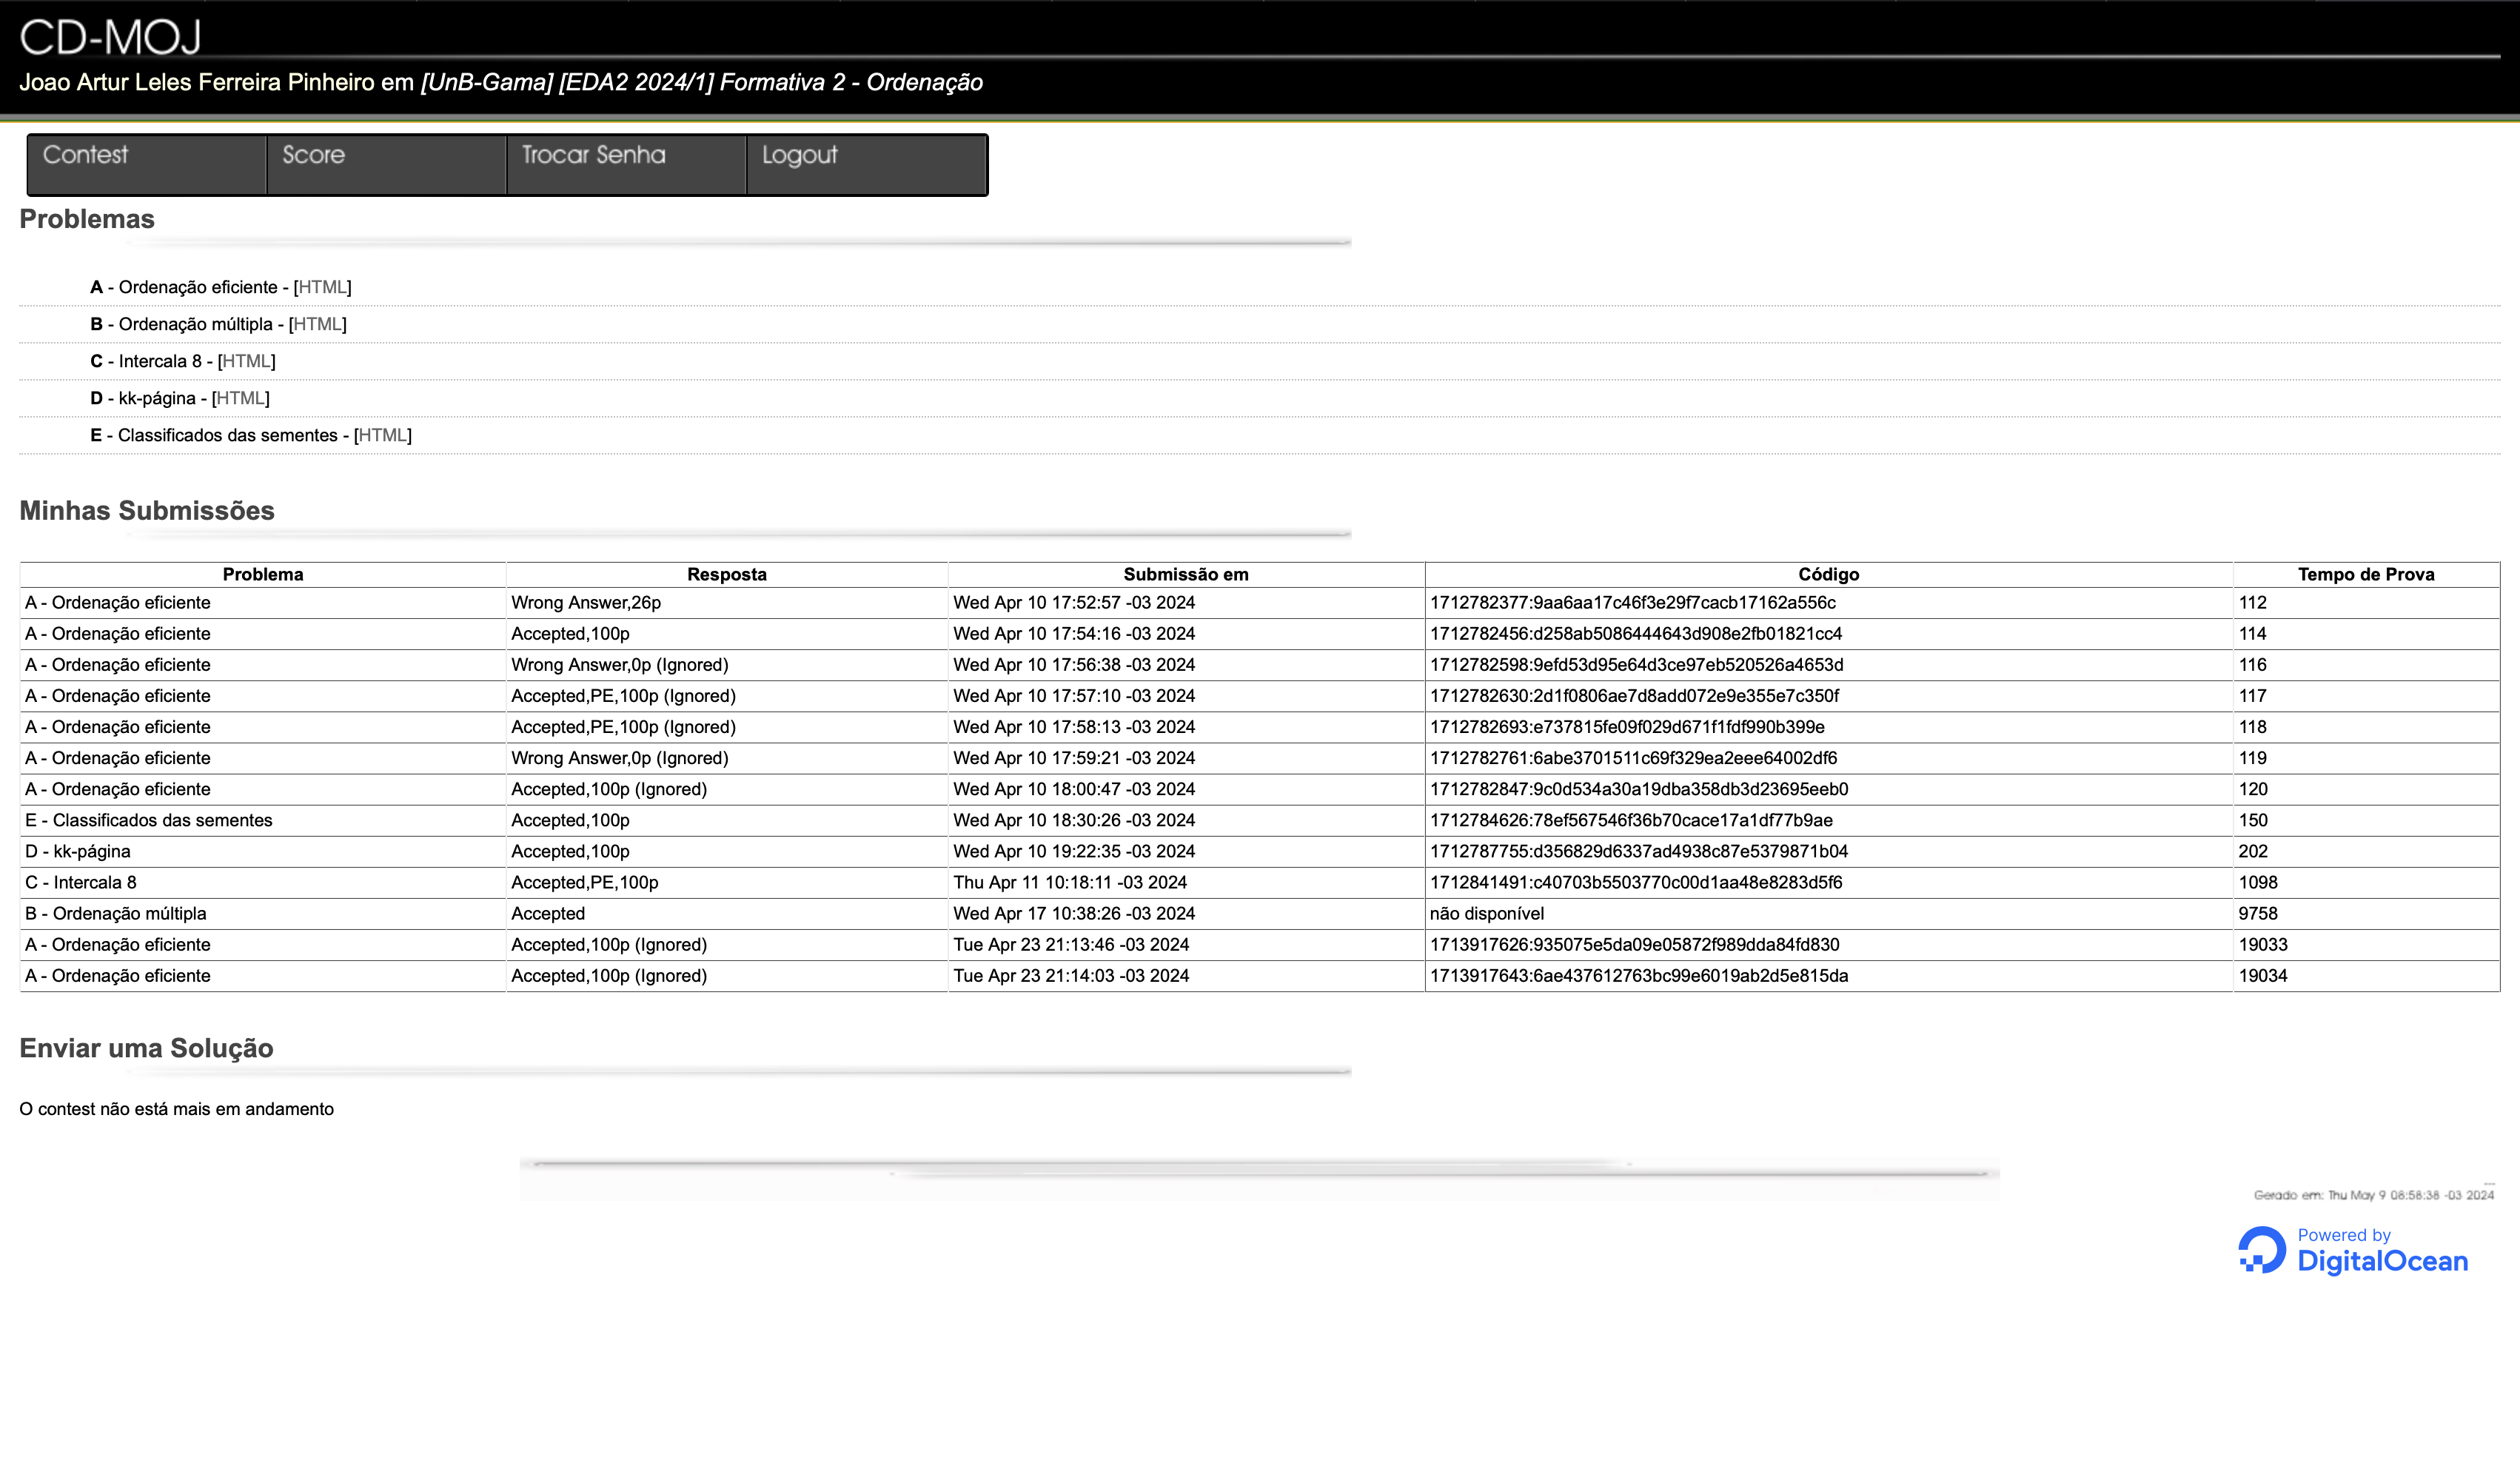 CD-MOJ
Joao Artur Leles Ferreira Pinheiro em [UnB-Gama] [EDA2 2024/1] Formativa 2 - Ordenação
Contest Score Trocar Senha Logout
Problemas
A - Ordenação eficiente - [HTML]
B - Ordenação múltipla - [HTML]
C - Intercala 8 - [HTML]
D - kk-página - [HTML]
E - Classificados das sementes - [HTML]
Minhas Submissões
Problema Resposta Submissão em Código Tempo de Prova
A - Ordenação eficiente Wrong Answer,26p Wed Apr 10 17:52:57 -03 2024 1712782377:9aa6aa17c46f3e29f7cacb17162a556c 112
A - Ordenação eficiente Accepted,100p Wed Apr 10 17:54:16 -03 2024 1712782456:d258ab5086444643d908e2fb01821cc4 114
A - Ordenação eficiente Wrong Answer,0p (Ignored) Wed Apr 10 17:56:38 -03 2024 1712782598:9efd53d95e64d3ce97eb520526a4653d 116
A - Ordenação eficiente Accepted,PE,100p (Ignored) Wed Apr 10 17:57:10 -03 2024 1712782630:2d1f0806ae7d8add072e9e355e7c350f 117
A - Ordenação eficiente Accepted,PE,100p (Ignored) Wed Apr 10 17:58:13 -03 2024 1712782693:e737815fe09f029d671f1fdf990b399e 118
A - Ordenação eficiente Wrong Answer,0p (Ignored) Wed Apr 10 17:59:21 -03 2024 1712782761:6abe3701511c69f329ea2eee64002df6 119
A - Ordenação eficiente Accepted,100p (Ignored) Wed Apr 10 18:00:47 -03 2024 1712782847:9c0d534a30a19dba358db3d23695eeb0 120
E - Classificados das sementes Accepted,100p Wed Apr 10 18:30:26 -03 2024 1712784626:78ef567546f36b70cace17a1df77b9ae 150
D - kk-página Accepted,100p Wed Apr 10 19:22:35 -03 2024 1712787755:d356829d6337ad4938c87e5379871b04 202
C - Intercala 8 Accepted,PE,100p Thu Apr 11 10:18:11 -03 2024 1712841491:c40703b5503770c00d1aa48e8283d5f6 1098
B - Ordenação múltipla Accepted Wed Apr 17 10:38:26 -03 2024 não disponível 9758
A - Ordenação eficiente Accepted,100p (Ignored) Tue Apr 23 21:13:46 -03 2024 1713917626:935075e5da09e05872f989dda84fd830 19033
A - Ordenação eficiente Accepted,100p (Ignored) Tue Apr 23 21:14:03 -03 2024 1713917643:6ae437612763bc99e6019ab2d5e815da 19034
Enviar uma Solução
O contest não está mais em andamento
Gerado em: Thu May 9 08:58:38 -03 2024
Powered by
DigitalOcean